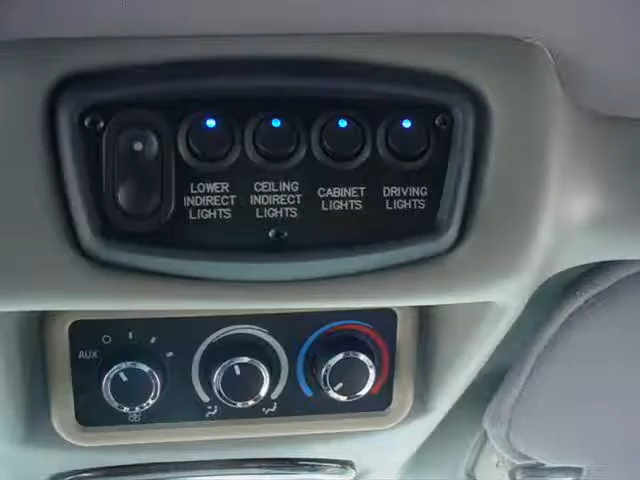 LOWER
INDIRECT
LIGHTS
CEILING
INDIRECT
LIGHTS
CABINET
LIGHTS
DRIVING
LIGHTS
AUX